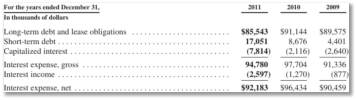 For the years ended December 31, 2011 2010 2009
In thousands of dollars
Long-term debt and lease obligations $85,543 $91,144 $89,575
Short-term debt 17,051 8,676 4,401
Capitalized interest (7,814) (2,116) (2,640)
Interest expense, gross 94,780 97,704 91,336
Interest income (2,597) (1,270) (877)
Interest expense, net $92,183 $96,434 $90,459